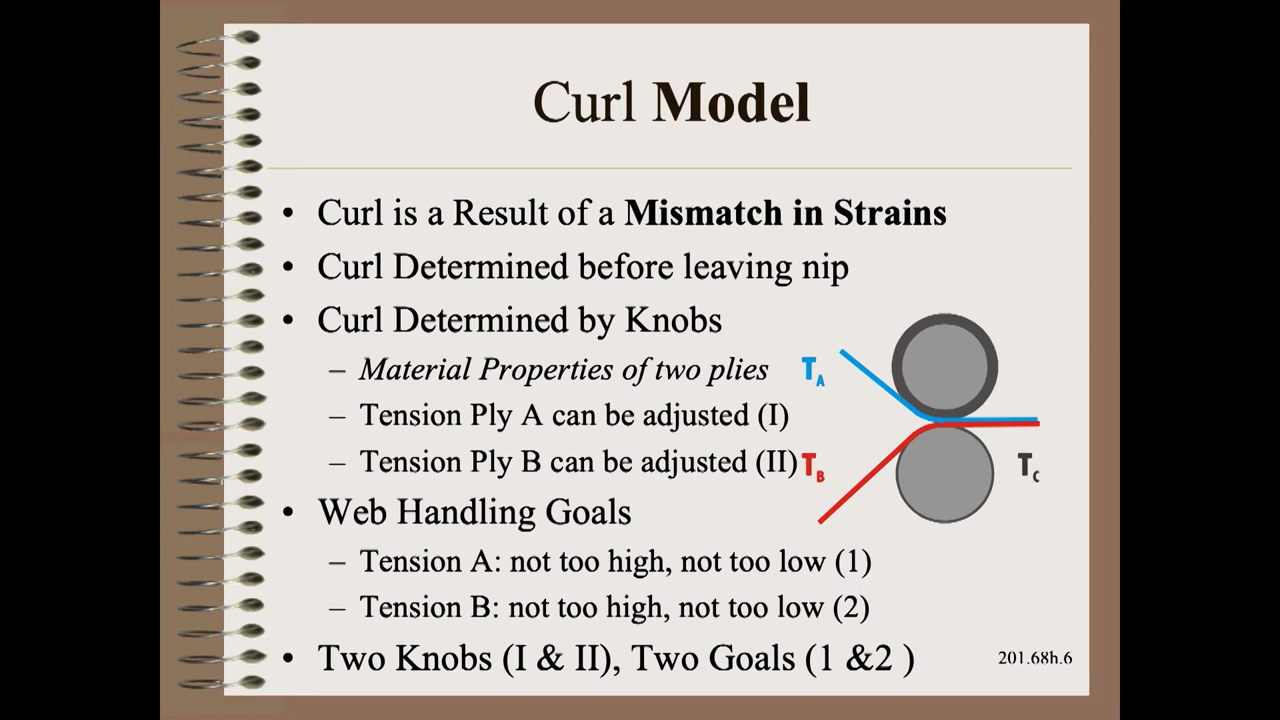 Curl Model
• Curl is a Result of a Mismatch in Strains
• Curl Determined before leaving nip
• Curl Determined by Knobs
– Material Properties of two plies
– Tension Ply A can be adjusted (I)
– Tension Ply B can be adjusted (II)
TA
TB
TC
• Web Handling Goals
– Tension A: not too high, not too low (1)
– Tension B: not too high, not too low (2)
• Two Knobs (I & II), Two Goals (1 &2 )
201.68h.6